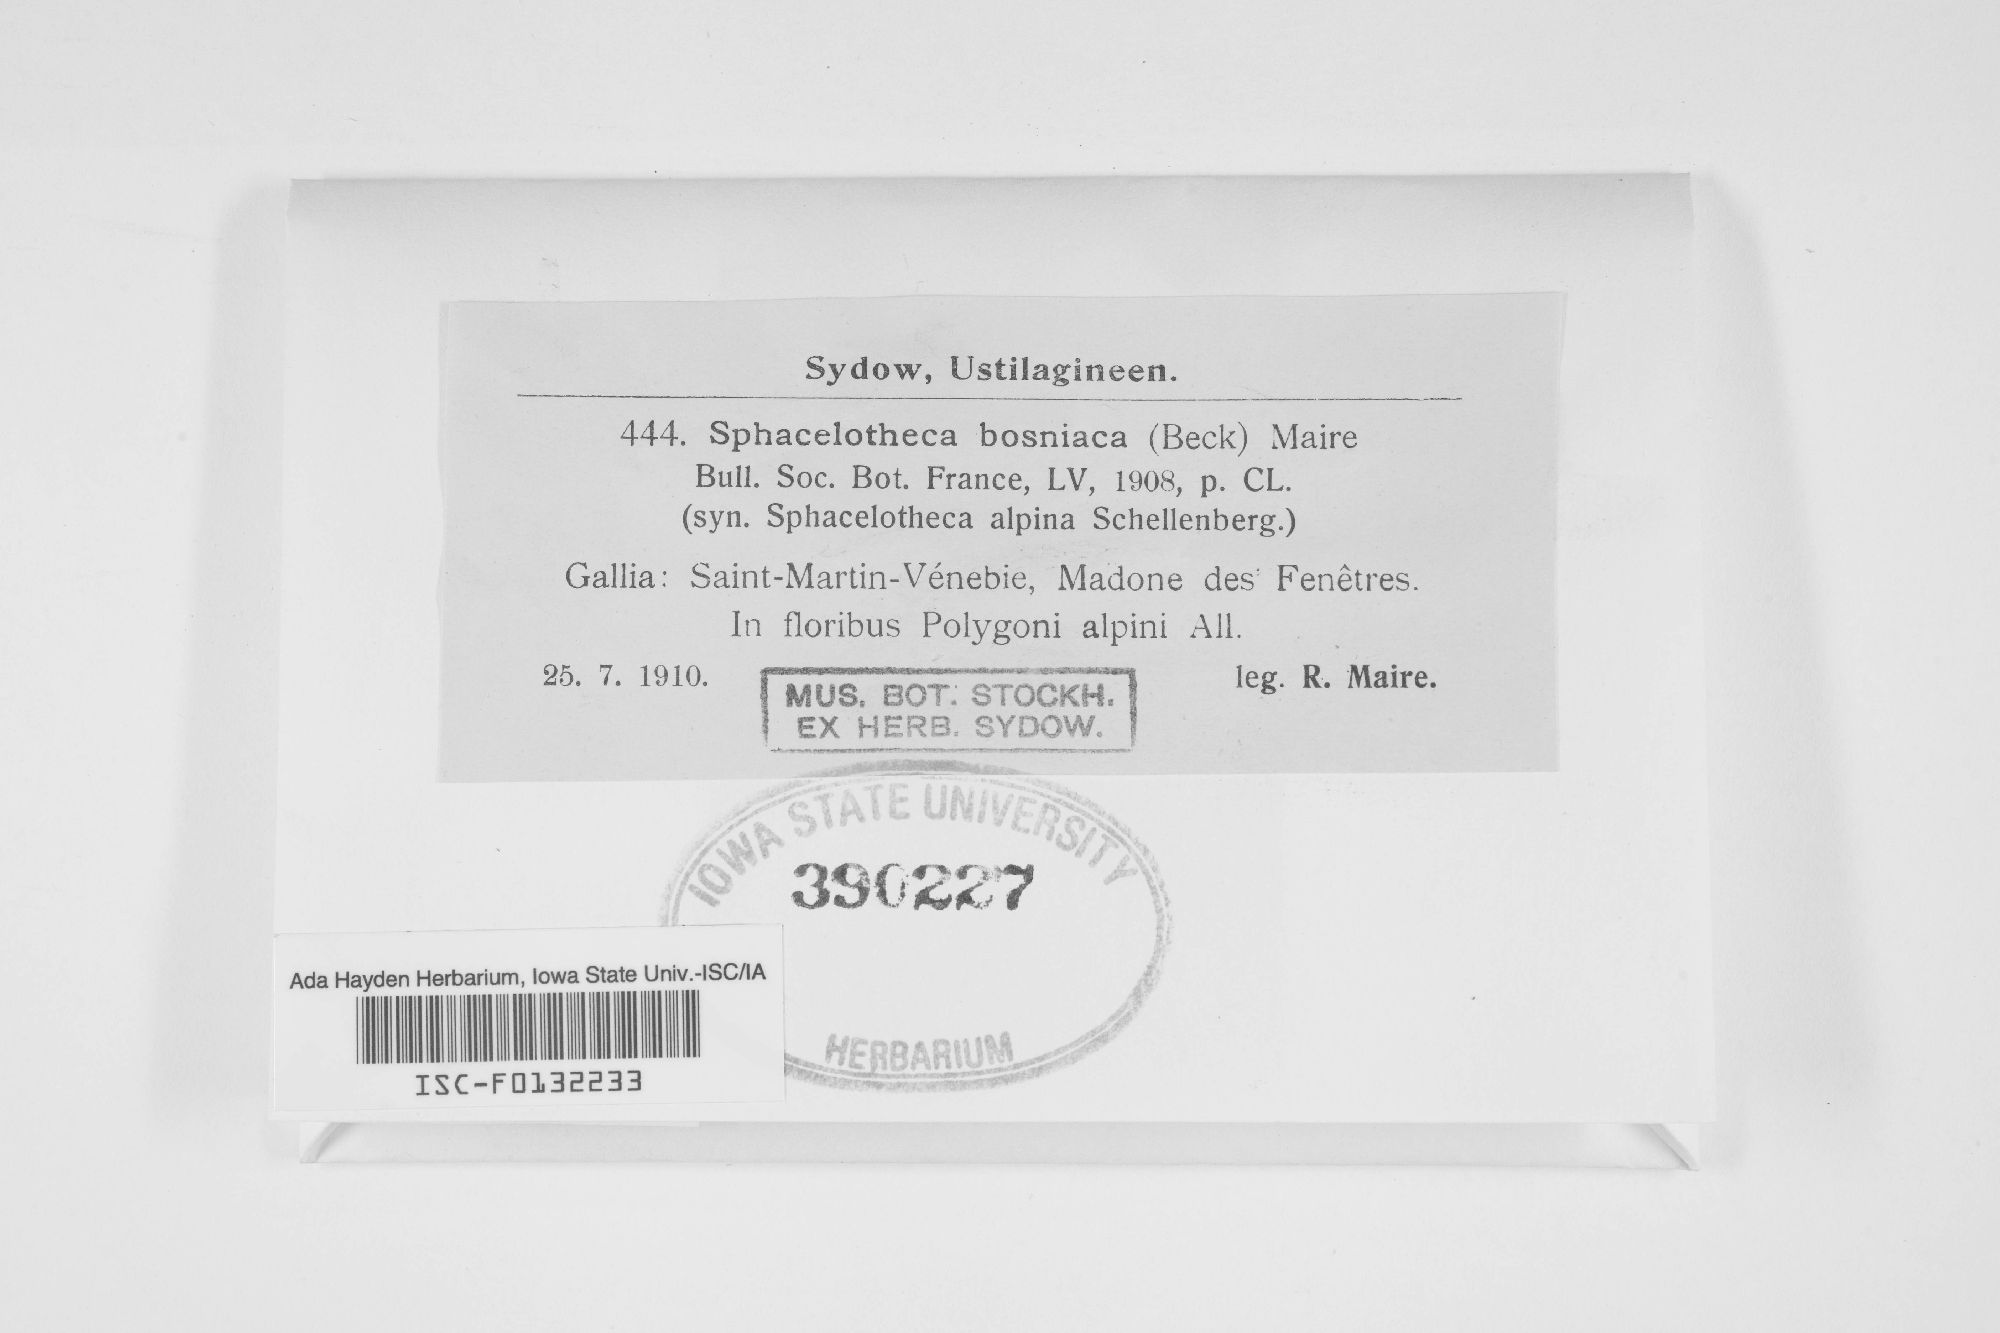 Sydow, Ustilagineen.
444. Sphacelotheca bosniaca (Beck) Maire
Bull. Soc. Bot. France, LV, 1908, p. CL.
(syn. Sphacelotheca alpina Schellenberg.)
Gallia: Saint-Martin-Vénebie, Madone des Fenêtres.
In floribus Polygoni alpini All.
25. 7. 1910. leg. R. Maire.
MUS. BOT. STOCKH.
EX HERB. SYDOW.
IOWA STATE UNIVERSITY
390227
HERBARIUM
Ada Hayden Herbarium, Iowa State Univ.-ISC/IA
ISC-F0132233